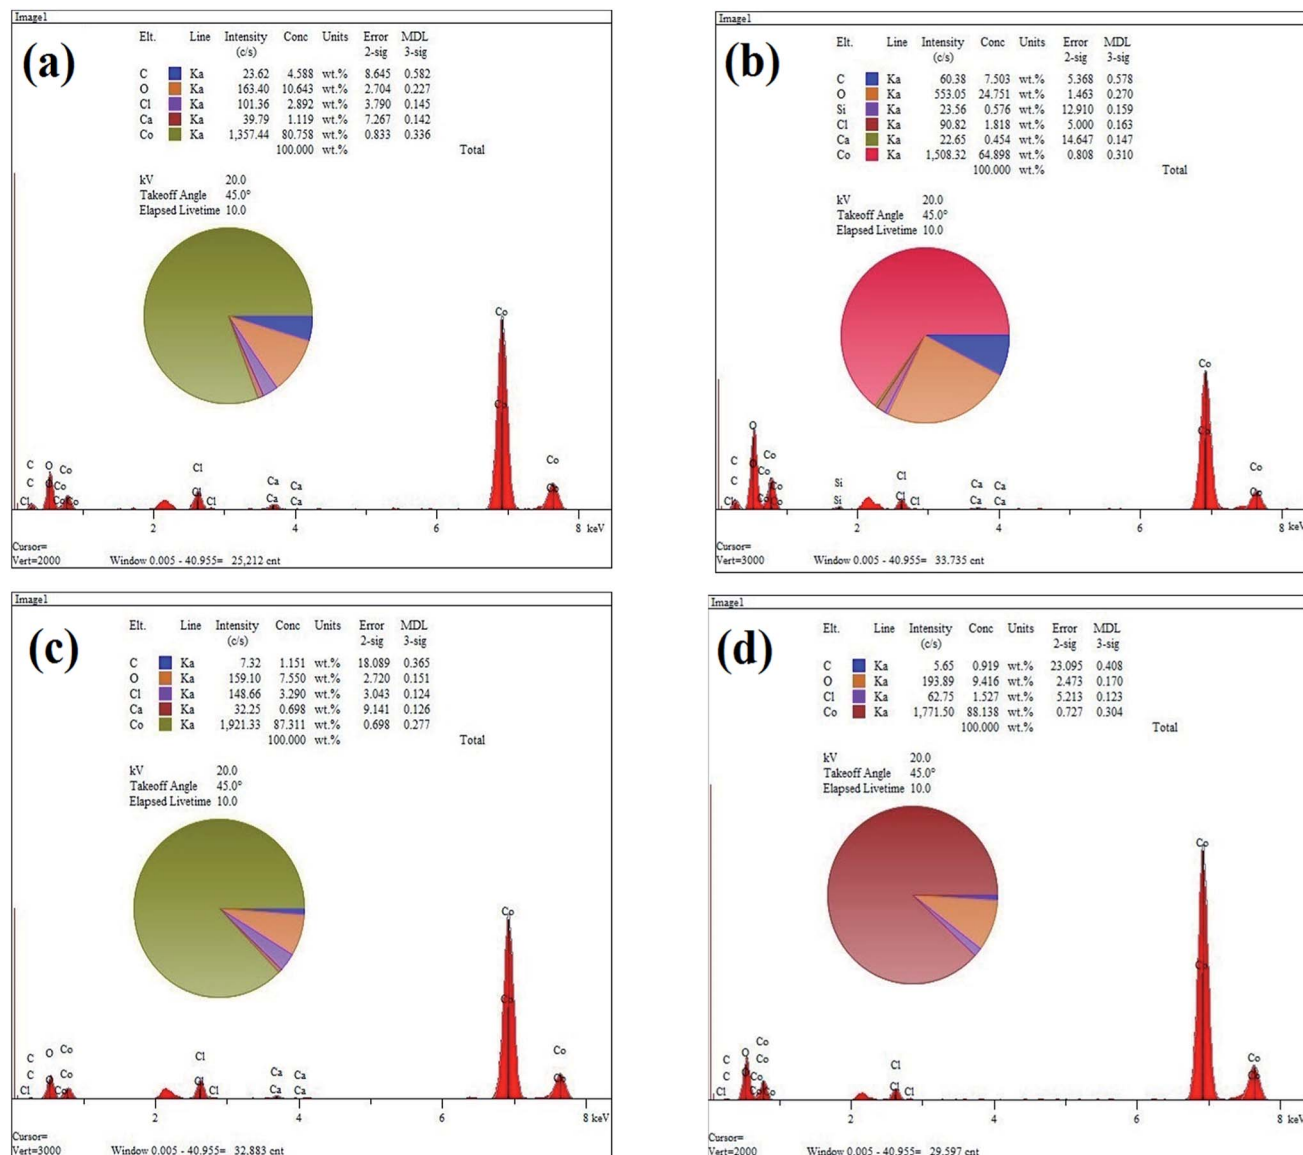 Image1
(a)
Elt. Line Intensity Conc Units Error MDL
(c/s) 2-sig 3-sig
C Ka 23.62 4.588 wt.% 8.645 0.582
O Ka 163.40 10.643 wt.% 2.704 0.227
Cl Ka 101.36 2.892 wt.% 3.790 0.145
Ca Ka 39.79 1.119 wt.% 7.267 0.142
Co Ka 1,357.44 80.758 wt.% 0.833 0.336
100.000 wt.% Total
kV 20.0
Takeoff Angle 45.0°
Elapsed Livetime 10.0
Co
Co
C O Co Cl Ca Ca Co
C O Co Cl Ca Ca Co
Cl Co Co Cl
2 4 6 8 keV
Cursor=
Vert=2000 Window 0.005 - 40.955= 25,212 cnt
Image1
(b)
Elt. Line Intensity Conc Units Error MDL
(c/s) 2-sig 3-sig
C Ka 60.38 7.503 wt.% 5.368 0.578
O Ka 553.05 24.751 wt.% 1.463 0.270
Si Ka 23.56 0.576 wt.% 12.910 0.159
Cl Ka 90.82 1.818 wt.% 5.000 0.163
Ca Ka 22.65 0.454 wt.% 14.647 0.147
Co Ka 1,508.32 64.898 wt.% 0.808 0.310
100.000 wt.% Total
kV 20.0
Takeoff Angle 45.0°
Elapsed Livetime 10.0
Co
O Co
C O Co Si Cl Ca Ca Co
C Co Co Si Cl Ca Ca Co
Cl Co Co Cl
2 4 6 8 keV
Cursor=
Vert=3000 Window 0.005 - 40.955= 33.735 cnt
Image1
(c)
Elt. Line Intensity Conc Units Error MDL
(c/s) 2-sig 3-sig
C Ka 7.32 1.151 wt.% 18.089 0.365
O Ka 159.10 7.550 wt.% 2.720 0.151
Cl Ka 148.66 3.290 wt.% 3.043 0.124
Ca Ka 32.25 0.698 wt.% 9.141 0.126
Co Ka 1,921.33 87.311 wt.% 0.698 0.277
100.000 wt.% Total
kV 20.0
Takeoff Angle 45.0°
Elapsed Livetime 10.0
Co
Co
C O Co Cl Ca Ca Co
C O Co Cl Ca Ca Co
Cl Co Cl
2 4 6 8 keV
Cursor=
Vert=3000 Window 0.005 - 40.955= 32.883 cnt
Image1
(d)
Elt. Line Intensity Conc Units Error MDL
(c/s) 2-sig 3-sig
C Ka 5.65 0.919 wt.% 23.095 0.408
O Ka 193.89 9.416 wt.% 2.473 0.170
Cl Ka 62.75 1.527 wt.% 5.213 0.123
Co Ka 1,771.50 88.138 wt.% 0.727 0.304
100.000 wt.% Total
kV 20.0
Takeoff Angle 45.0°
Elapsed Livetime 10.0
Co
Co
C O Co Cl Co
C O Co Cl Co
Cl Co Co Cl
2 4 6 8 keV
Cursor=
Vert=2000 Window 0.005 - 40.955= 29.597 cnt